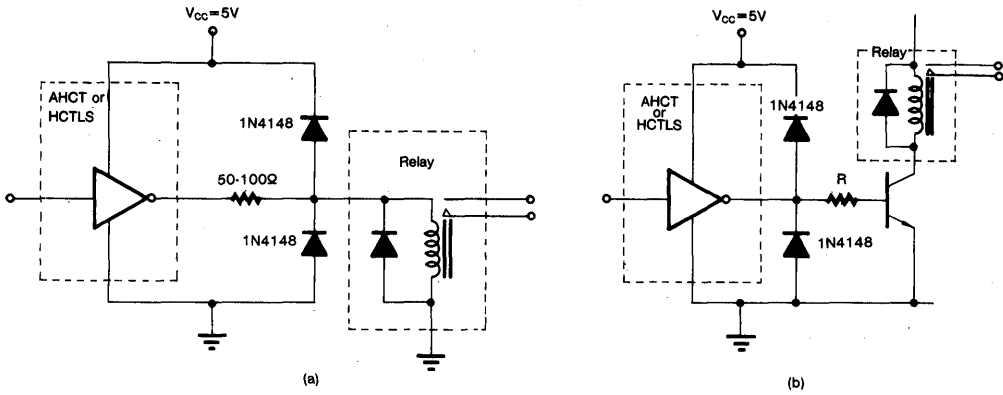 V_CC=5V
AHCT or
HCTLS
1N4148
50-100Ω
1N4148
Relay
(a)
V_CC=5V
AHCT
or
HCTLS
1N4148
R
1N4148
Relay
(b)